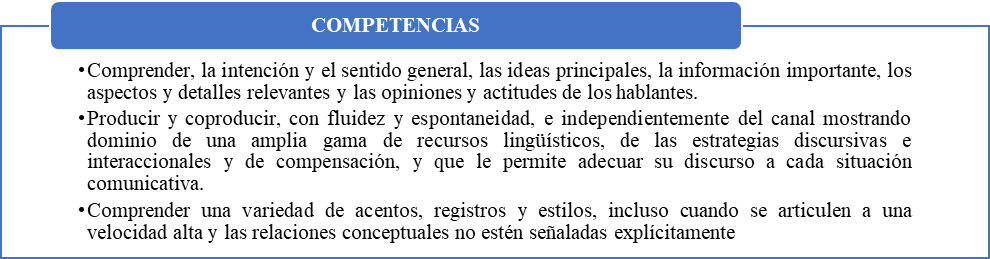 COMPETENCIAS
•Comprender, la intención y el sentido general, las ideas principales, la información importante, los
aspectos y detalles relevantes y las opiniones y actitudes de los hablantes.
•Producir y coproducir, con fluidez y espontaneidad, e independientemente del canal mostrando
dominio de una amplia gama de recursos lingüísticos, de las estrategias discursivas e
interaccionales y de compensación, y que le permite adecuar su discurso a cada situación
comunicativa.
•Comprender una variedad de acentos, registros y estilos, incluso cuando se articulen a una
velocidad alta y las relaciones conceptuales no estén señaladas explícitamente